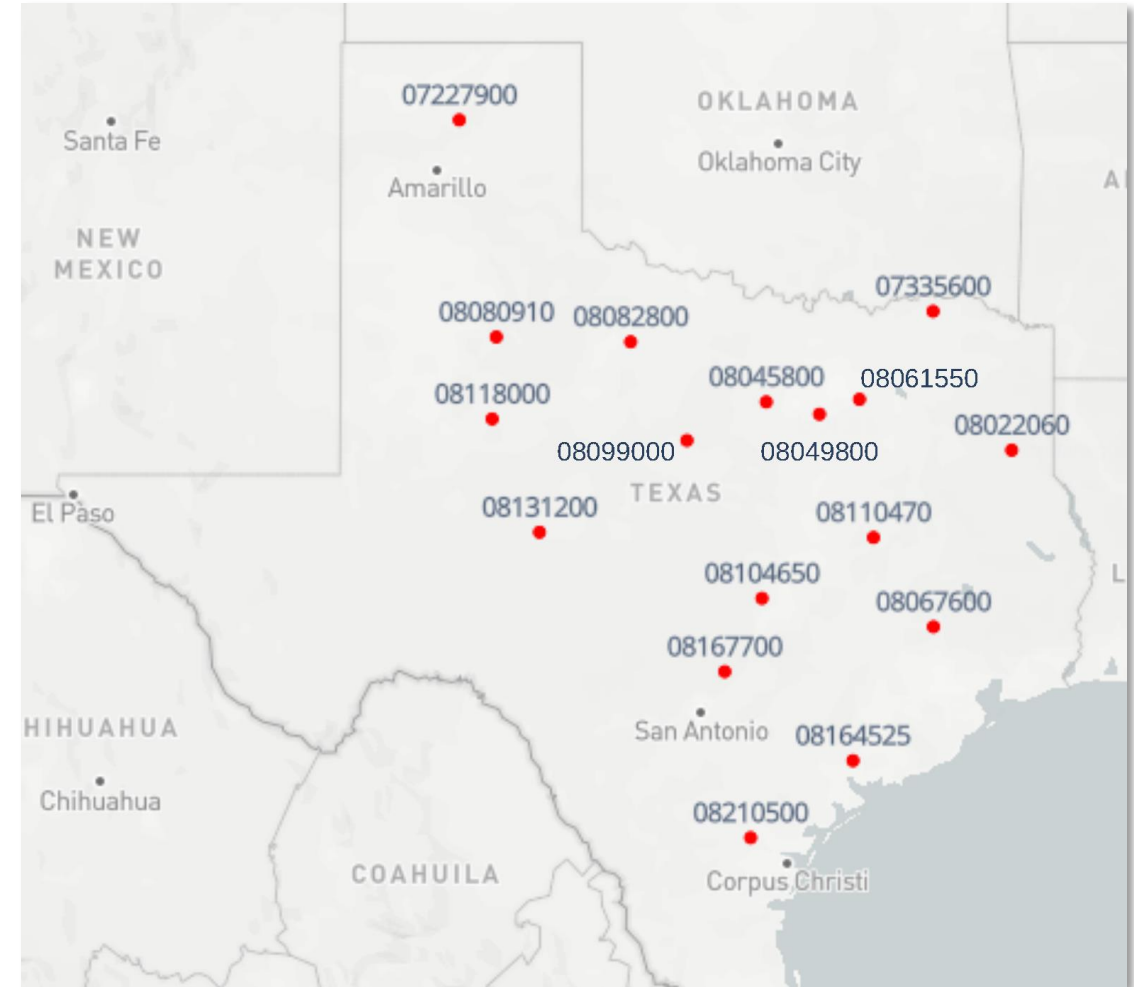 07227900
OKLAHOMA
Santa Fe
Oklahoma City
Amarillo
NEW
MEXICO
07335600
08080910
08082800
08045800
08061550
08118000
08022060
08099000
08049800
TEXAS
El Paso
08131200
08110470
08104650
08067600
08167700
HIHUAHUA
San Antonio
08164525
Chihuahua
08210500
COAHUILA
Corpus Christi